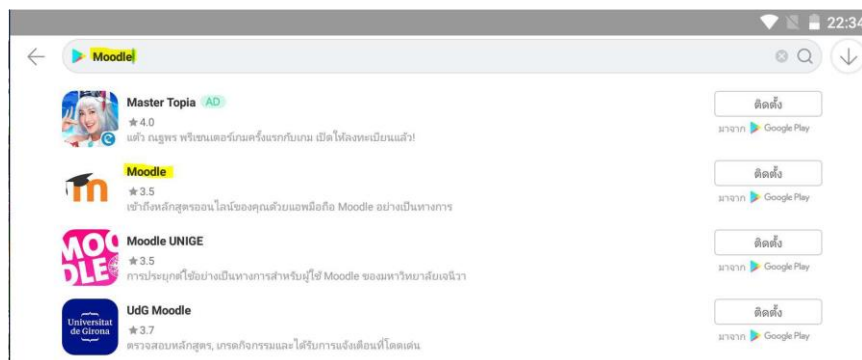 22:34
Moodle
Master Topia AD
★4.0
แต้ว ณฐพร พรีเซนเตอร์เกมครั้งแรกกับเกม เปิดให้ลงทะเบียนแล้ว!
ติดตั้ง
มาจาก Google Play
Moodle
★3.5
เข้าถึงหลักสูตรออนไลน์ของคุณด้วยแอพมือถือ Moodle อย่างเป็นทางการ
ติดตั้ง
มาจาก Google Play
MOODLE
Moodle UNIGE
★3.5
การประยุกต์ใช้อย่างเป็นทางการสำหรับผู้ใช้ Moodle ของมหาวิทยาลัยเจนีวา
ติดตั้ง
มาจาก Google Play
Universitat
de Girona
UdG Moodle
★3.7
ตรวจสอบหลักสูตร, เกรดกิจกรรมและได้รับการแจ้งเตือนที่โดดเด่น
ติดตั้ง
มาจาก Google Play